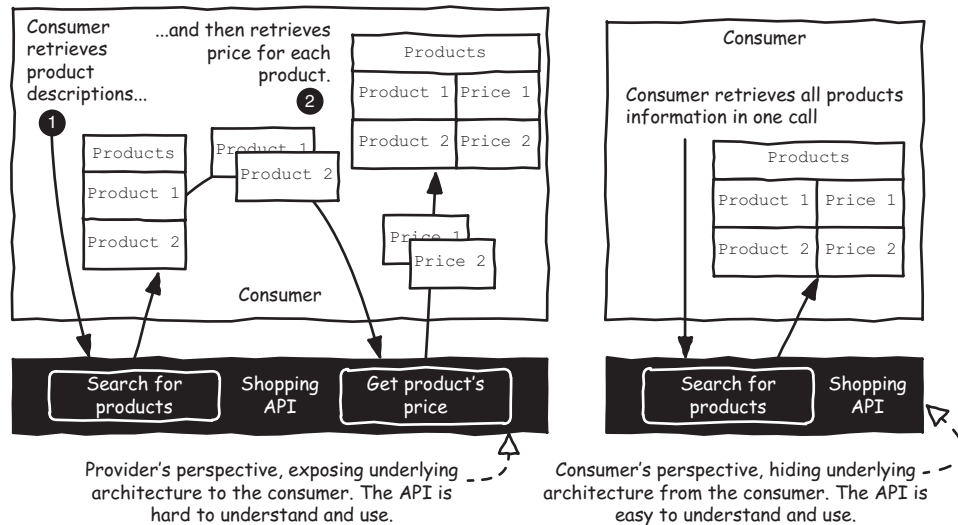 Consumer
retrieves
product
descriptions...
1
...and then retrieves
price for each
product.
2
Products
Product 1
Product 2
Product 1
Product 2
Products
Product 1 Price 1
Product 2 Price 2
Price 1
Price 2
Consumer
Search for
products
Shopping
API
Get product's
price
Provider's perspective, exposing underlying
architecture to the consumer. The API is
hard to understand and use.
Consumer
Consumer retrieves all products
information in one call
Products
Product 1 Price 1
Product 2 Price 2
Search for
products
Shopping
API
Consumer's perspective, hiding underlying
architecture from the consumer. The API is
easy to understand and use.